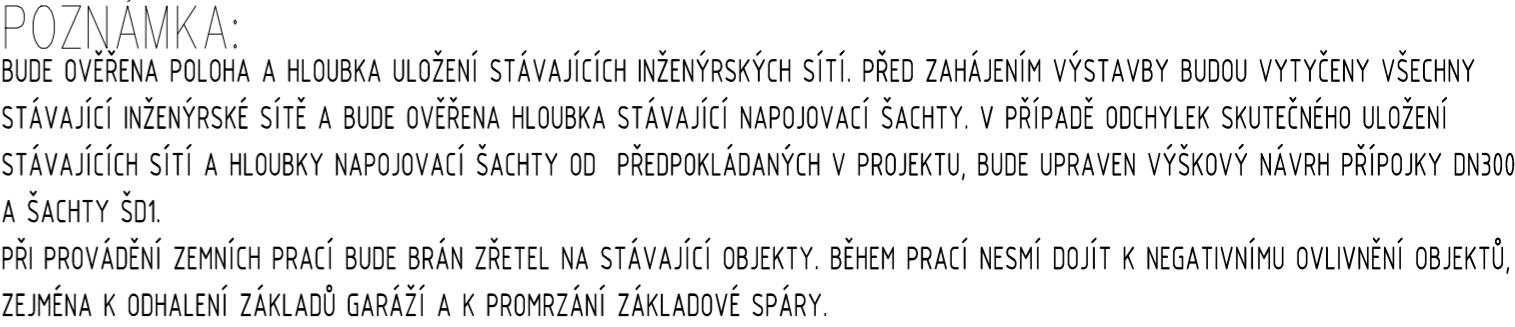 POZNÁMKA:
BUDE OVĚŘENA POLOHA A HLOUBKA ULOŽENÍ STÁVAJÍCÍCH INŽENÝRSKÝCH SÍTÍ. PŘED ZAHÁJENÍM VÝSTAVBY BUDOU VYTYČENY VŠECHNY
STÁVAJÍCÍ INŽENÝRSKÉ SÍTĚ A BUDE OVĚŘENA HLOUBKA STÁVAJÍCÍ NAPOJOVACÍ ŠACHTY. V PŘÍPADĚ ODCHYLEK SKUTEČNÉHO ULOŽENÍ
STÁVAJÍCÍCH SÍTÍ A HLOUBKY NAPOJOVACÍ ŠACHTY OD PŘEDPOKLÁDANÝCH V PROJEKTU, BUDE UPRAVEN VÝŠKOVÝ NÁVRH PŘÍPOJKY DN300
A ŠACHTY ŠD1.
PŘI PROVÁDĚNÍ ZEMNÍCH PRACÍ BUDE BRÁN ZŘETEL NA STÁVAJÍCÍ OBJEKTY. BĚHEM PRACÍ NESMÍ DOJÍT K NEGATIVNÍMU OVLIVNĚNÍ OBJEKTŮ,
ZEJMÉNA K ODHALENÍ ZÁKLADŮ GARÁŽÍ A K PROMRZÁNÍ ZÁKLADOVÉ SPÁRY.